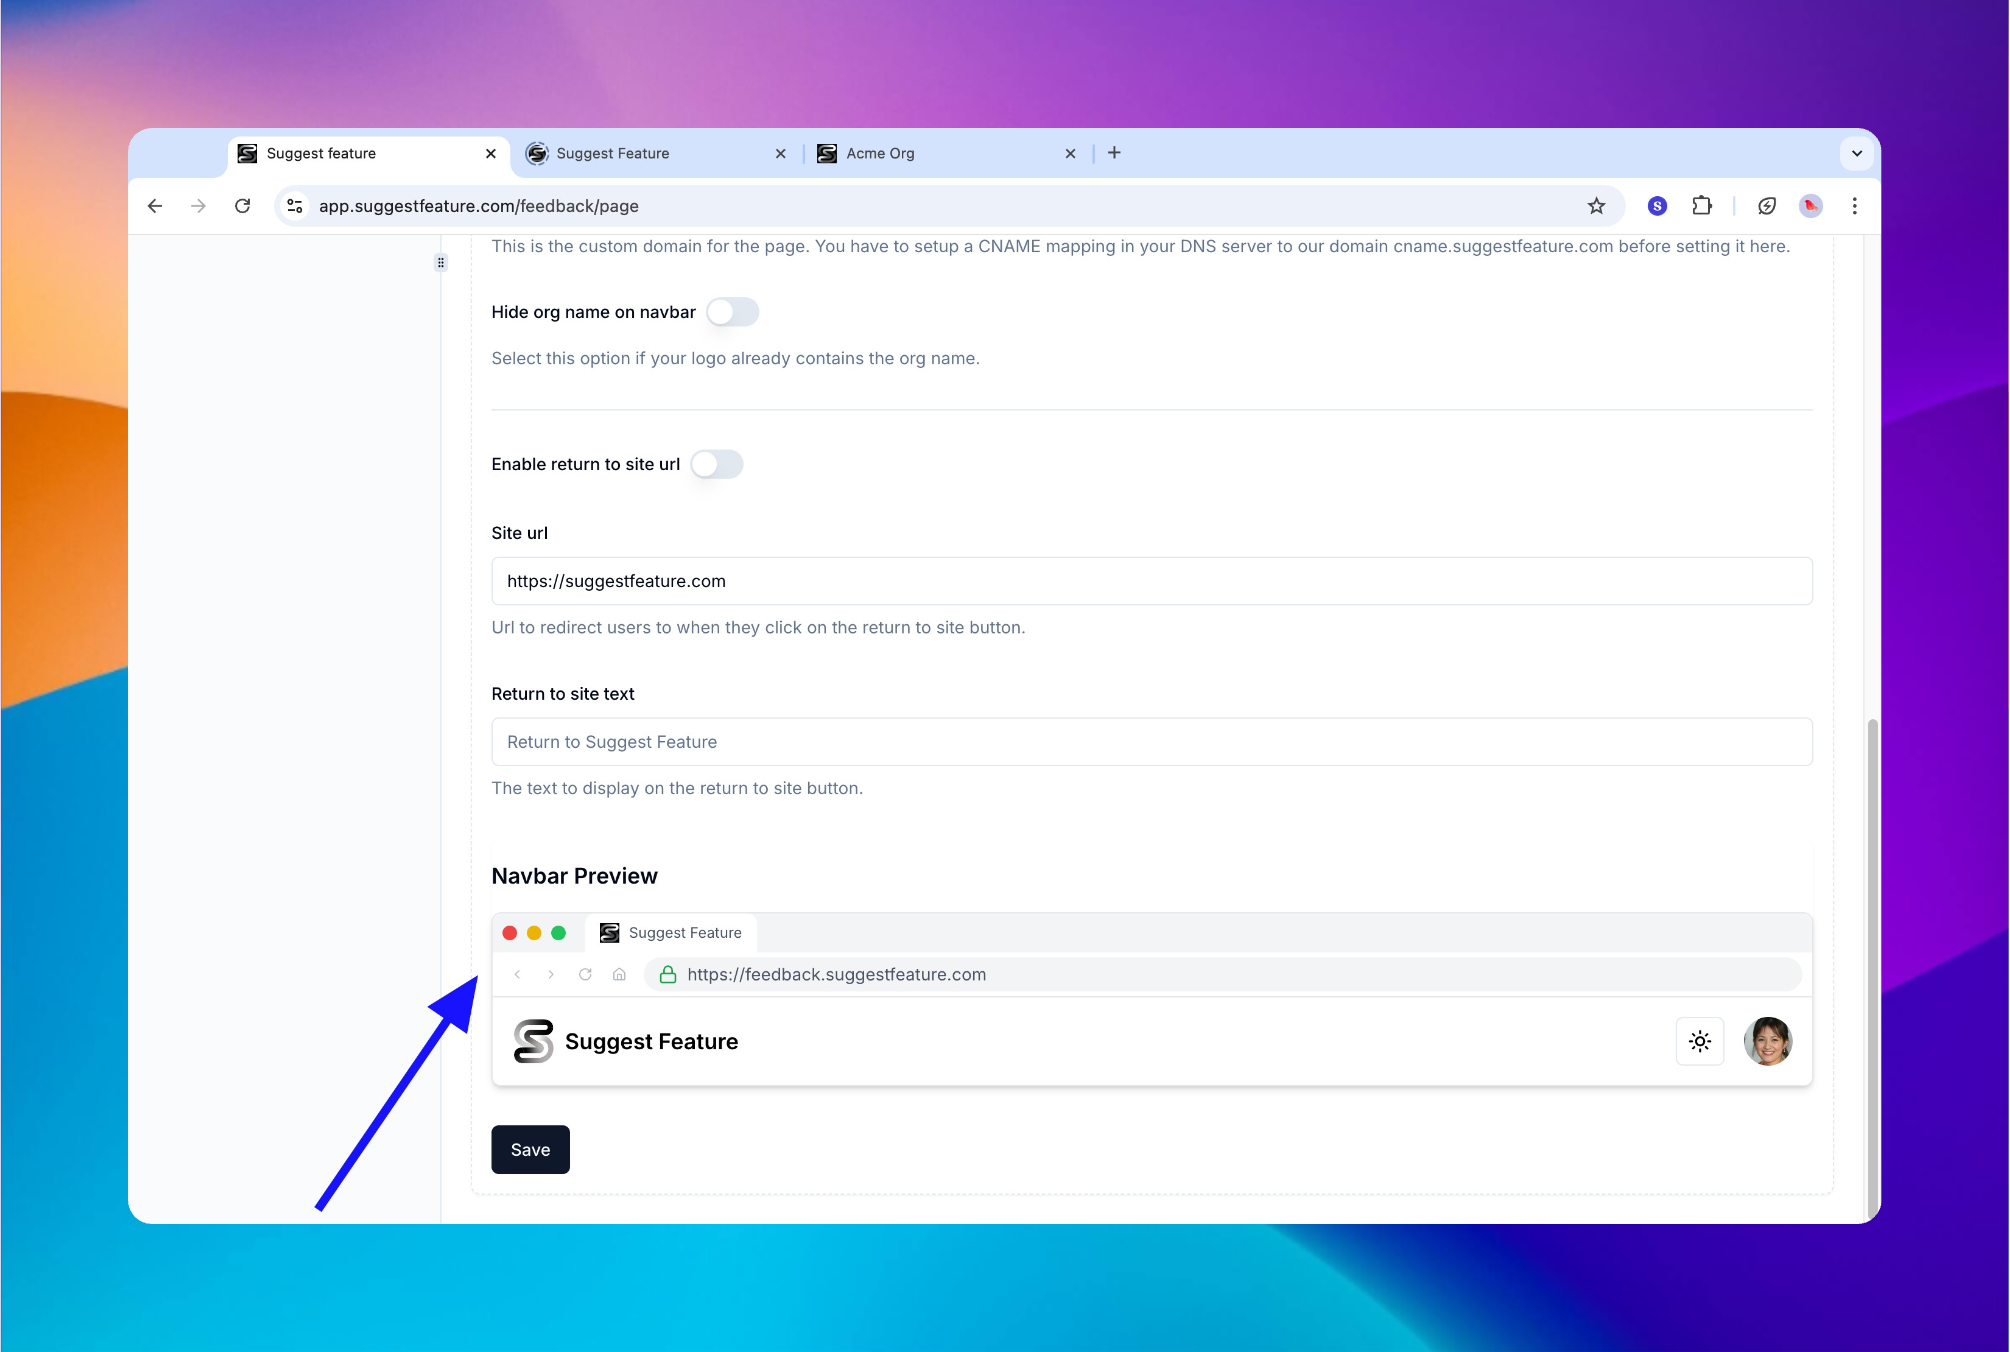 Suggest feature
Suggest Feature
Acme Org
app.suggestfeature.com/feedback/page
S
This is the custom domain for the page. You have to setup a CNAME mapping in your DNS server to our domain cname.suggestfeature.com before setting it here.
Hide org name on navbar
Select this option if your logo already contains the org name.
Enable return to site url
Site url
https://suggestfeature.com
Url to redirect users to when they click on the return to site button.
Return to site text
Return to Suggest Feature
The text to display on the return to site button.
Navbar Preview
Suggest Feature
https://feedback.suggestfeature.com
Suggest Feature
Save